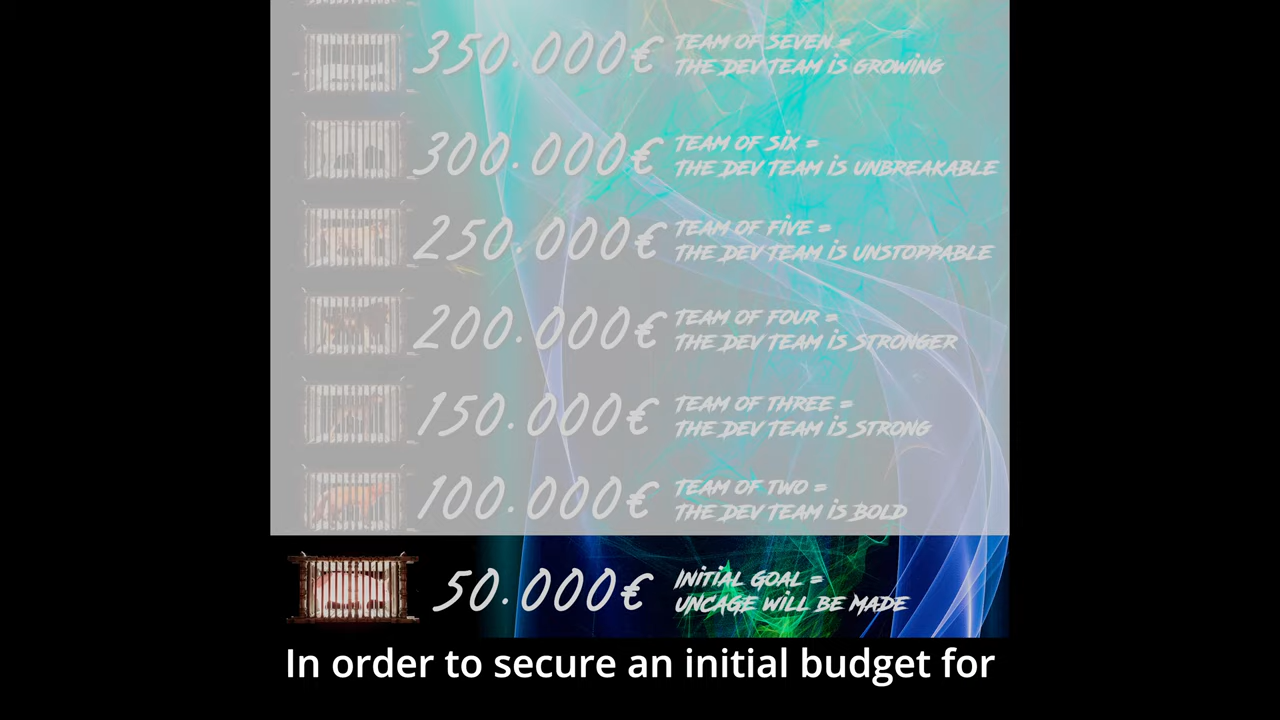 350.000€ TEAM OF SEVEN =
THE DEV TEAM IS GROWING
300.000€ TEAM OF SIX =
THE DEV TEAM IS UNBREAKABLE
250.000€ TEAM OF FIVE =
THE DEV TEAM IS UNSTOPPABLE
200.000€ TEAM OF FOUR =
THE DEV TEAM IS STRONGER
150.000€ TEAM OF THREE =
THE DEV TEAM IS STRONG
100.000€ TEAM OF TWO =
THE DEV TEAM IS BOLD
50.000€ INITIAL GOAL =
UNCAGE WILL BE MADE
In order to secure an initial budget for